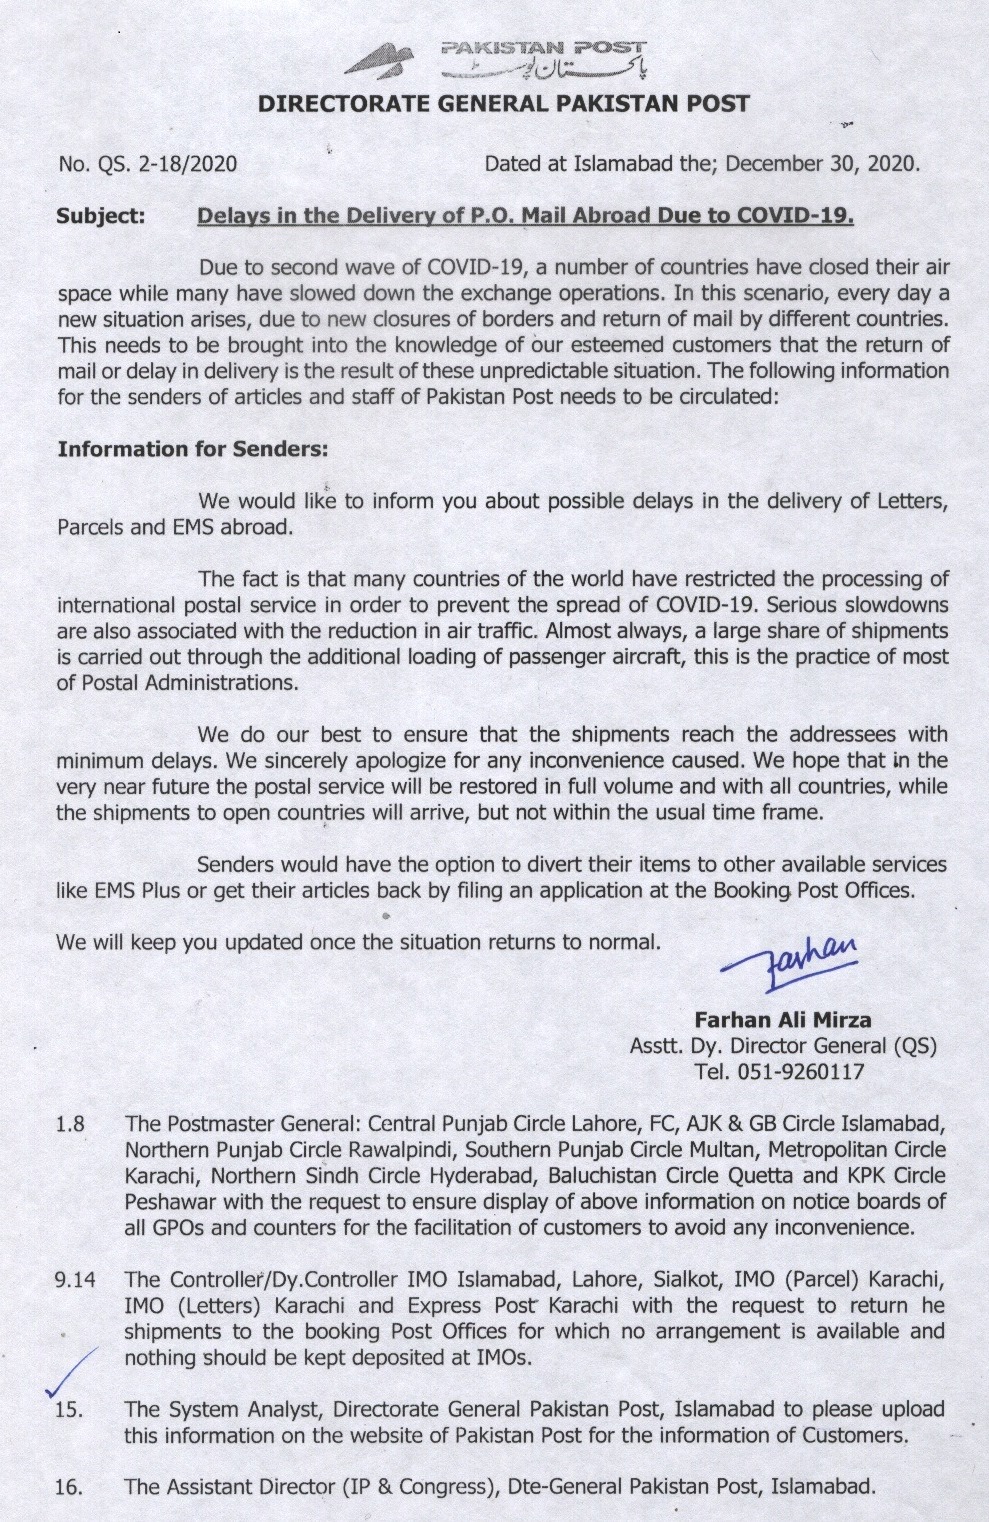 PAKISTAN POST
پاکستان پوسٹ
DIRECTORATE GENERAL PAKISTAN POST
No. QS. 2-18/2020 Dated at Islamabad the; December 30, 2020.
Subject: Delays in the Delivery of P.O. Mail Abroad Due to COVID-19.
Due to second wave of COVID-19, a number of countries have closed their air
space while many have slowed down the exchange operations. In this scenario, every day a
new situation arises, due to new closures of borders and return of mail by different countries.
This needs to be brought into the knowledge of our esteemed customers that the return of
mail or delay in delivery is the result of these unpredictable situation. The following information
for the senders of articles and staff of Pakistan Post needs to be circulated:
Information for Senders:
We would like to inform you about possible delays in the delivery of Letters,
Parcels and EMS abroad.
The fact is that many countries of the world have restricted the processing of
international postal service in order to prevent the spread of COVID-19. Serious slowdowns
are also associated with the reduction in air traffic. Almost always, a large share of shipments
is carried out through the additional loading of passenger aircraft, this is the practice of most
of Postal Administrations.
We do our best to ensure that the shipments reach the addressees with
minimum delays. We sincerely apologize for any inconvenience caused. We hope that in the
very near future the postal service will be restored in full volume and with all countries, while
the shipments to open countries will arrive, but not within the usual time frame.
Senders would have the option to divert their items to other available services
like EMS Plus or get their articles back by filing an application at the Booking Post Offices.
We will keep you updated once the situation returns to normal.
Farhan
Farhan Ali Mirza
Asstt. Dy. Director General (QS)
Tel. 051-9260117
1.8 The Postmaster General: Central Punjab Circle Lahore, FC, AJK & GB Circle Islamabad,
Northern Punjab Circle Rawalpindi, Southern Punjab Circle Multan, Metropolitan Circle
Karachi, Northern Sindh Circle Hyderabad, Baluchistan Circle Quetta and KPK Circle
Peshawar with the request to ensure display of above information on notice boards of
all GPOs and counters for the facilitation of customers to avoid any inconvenience.
9.14 The Controller/Dy.Controller IMO Islamabad, Lahore, Sialkot, IMO (Parcel) Karachi,
IMO (Letters) Karachi and Express Post Karachi with the request to return he
shipments to the booking Post Offices for which no arrangement is available and
nothing should be kept deposited at IMOs.
15. The System Analyst, Directorate General Pakistan Post, Islamabad to please upload
this information on the website of Pakistan Post for the information of Customers.
16. The Assistant Director (IP & Congress), Dte-General Pakistan Post, Islamabad.